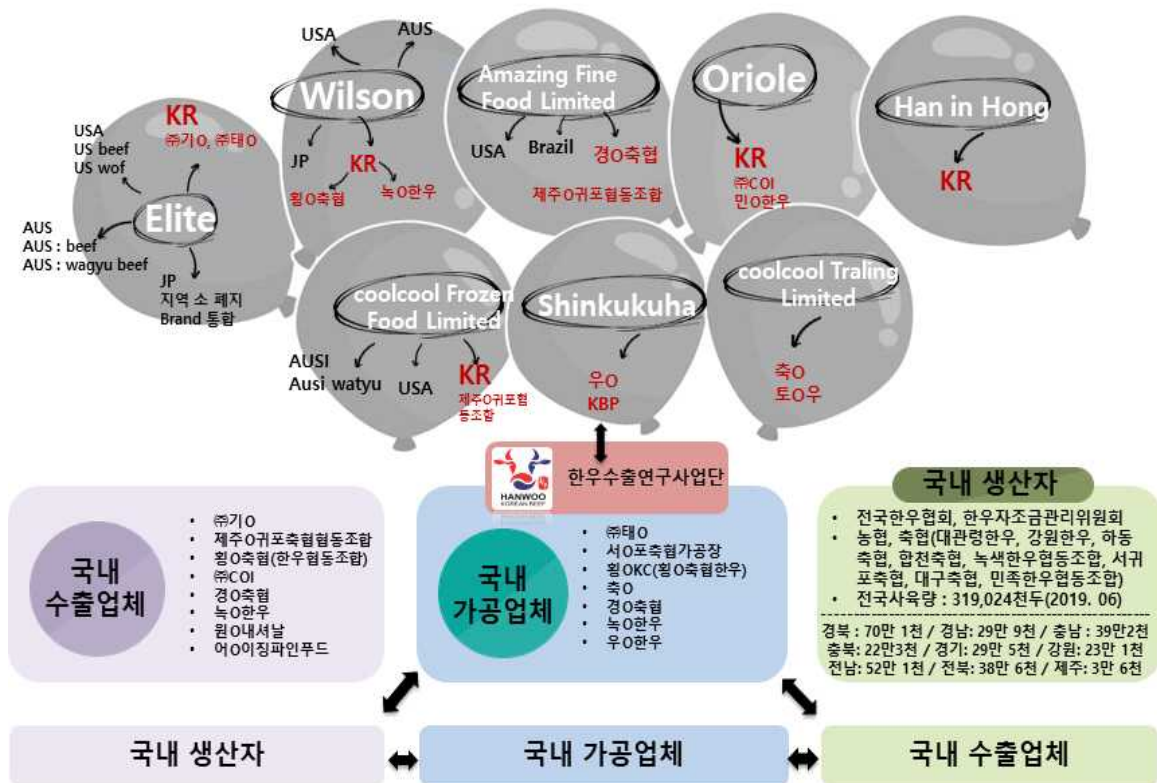 USA
AUS
Wilson
JP
KR
횡O축협
녹O한우
Amazing Fine
Food Limited
USA
Brazil
경O축협
제주O귀포협동조합
Oriole
KR
㈜COI
민O한우
Han in Hong
KR
KR
㈜기O, ㈜태O
USA
US beef
US wof
Elite
AUS
AUS : beef
AUS : wagyu beef
JP
지역 소 폐지
Brand 통합
coolcool Frozen
Food Limited
AUSI
Ausi watyu
USA
KR
제주O귀포협
동조합
Shinkukuha
우O
KBP
coolcool Traling
Limited
축O
토O우
HANWOO
KOREAN BEEF
한우수출연구사업단
국내
수출업체
• ㈜기O
• 제주O귀포축협협동조합
• 횡O축협(한우협동조합)
• ㈜COI
• 경O축협
• 녹O한우
• 원O내셔날
• 어O이징파인푸드
국내
가공업체
• ㈜태O
• 서O포축협가공장
• 횡OKC(횡O축협한우)
• 축O
• 경O축협
• 녹O한우
• 우O한우
국내 생산자
• 전국한우협회, 한우자조금관리위원회
• 농협, 축협(대관령한우, 강원한우, 하동
축협, 합천축협, 녹색한우협동조합, 서귀
포축협, 대구축협, 민족한우협동조합)
• 전국사육량 : 319,024천두(2019. 06)
경북 : 70만 1천 / 경남: 29만 9천 / 충남 : 39만2천
충북: 22만3천 / 경기: 29만 5천 / 강원: 23만 1천
전남: 52만 1천 / 전북: 38만 6천 / 제주: 3만 6천
국내 생산자
국내 가공업체
국내 수출업체